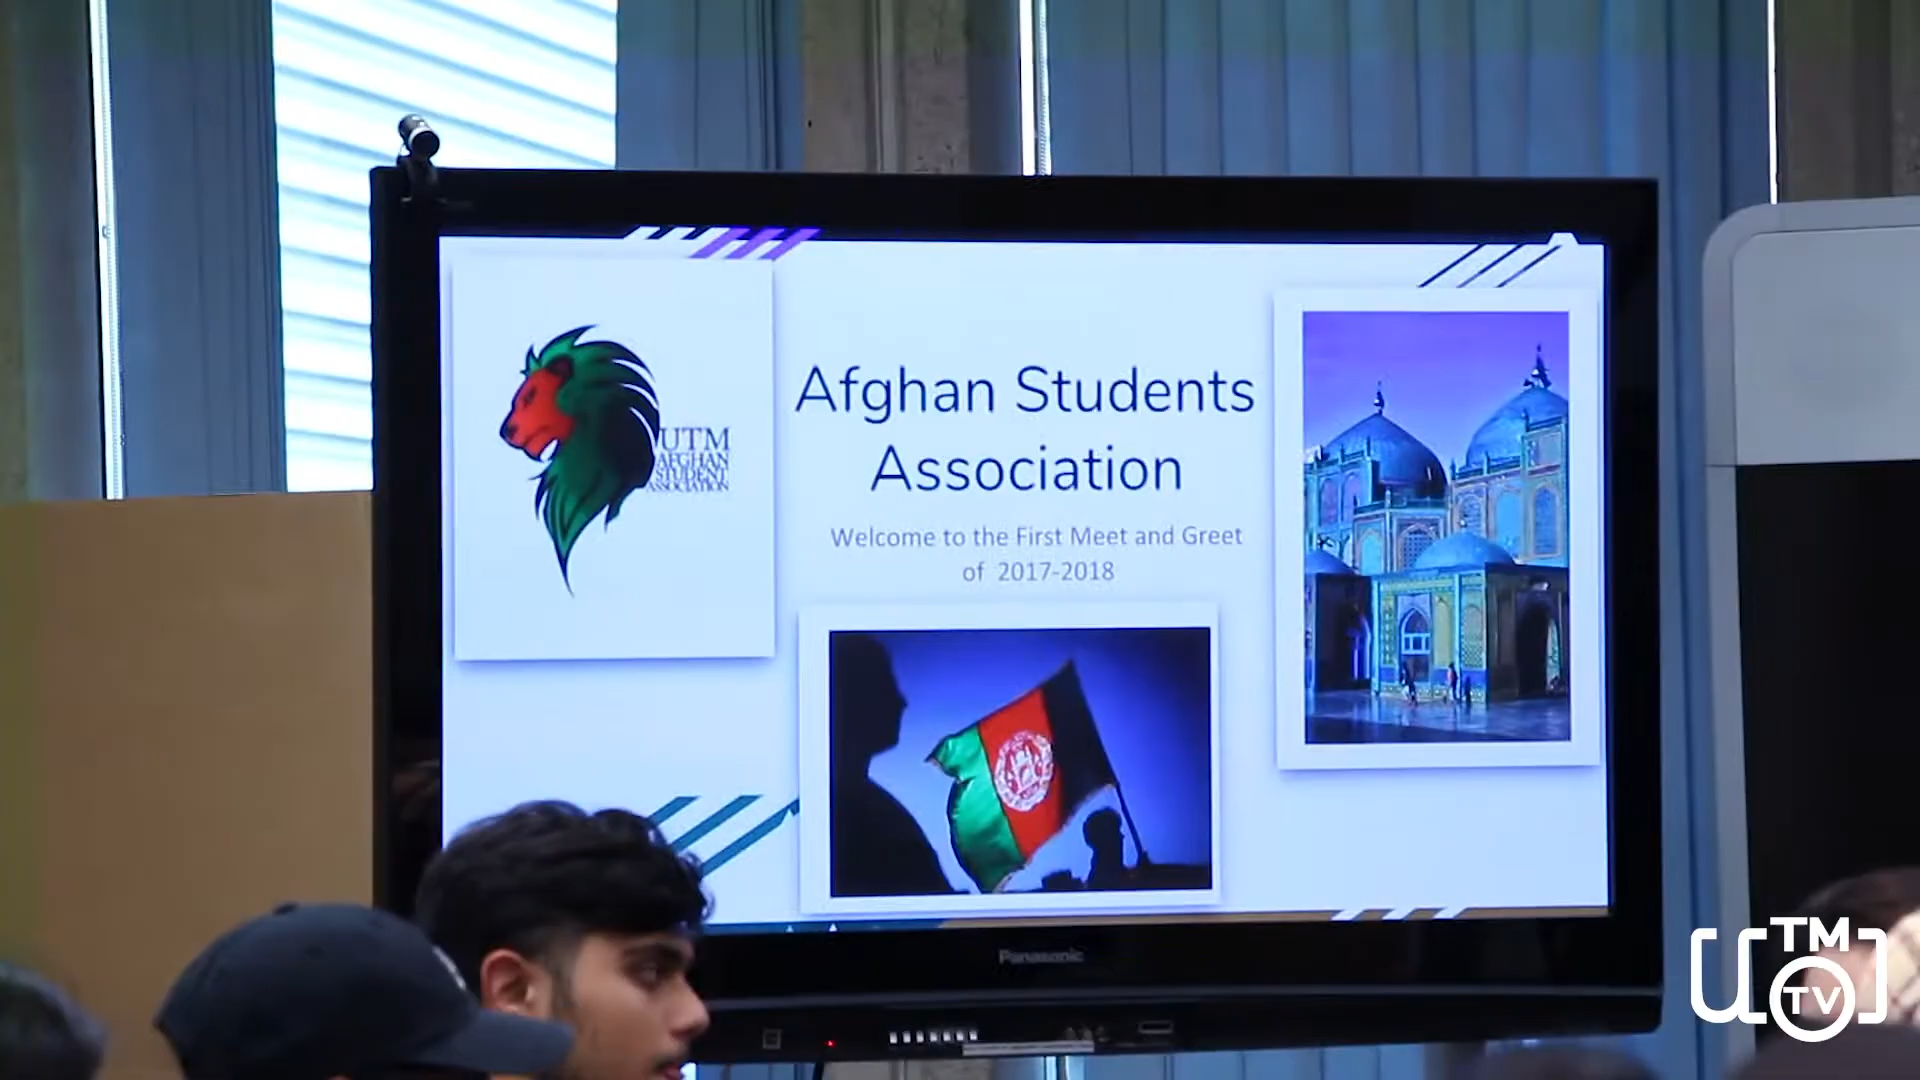 UTM
AFGHAN
STUDENT
ASSOCIATION
Afghan Students
Association
Welcome to the First Meet and Greet
of 2017-2018
Panasonic
UTM
TV